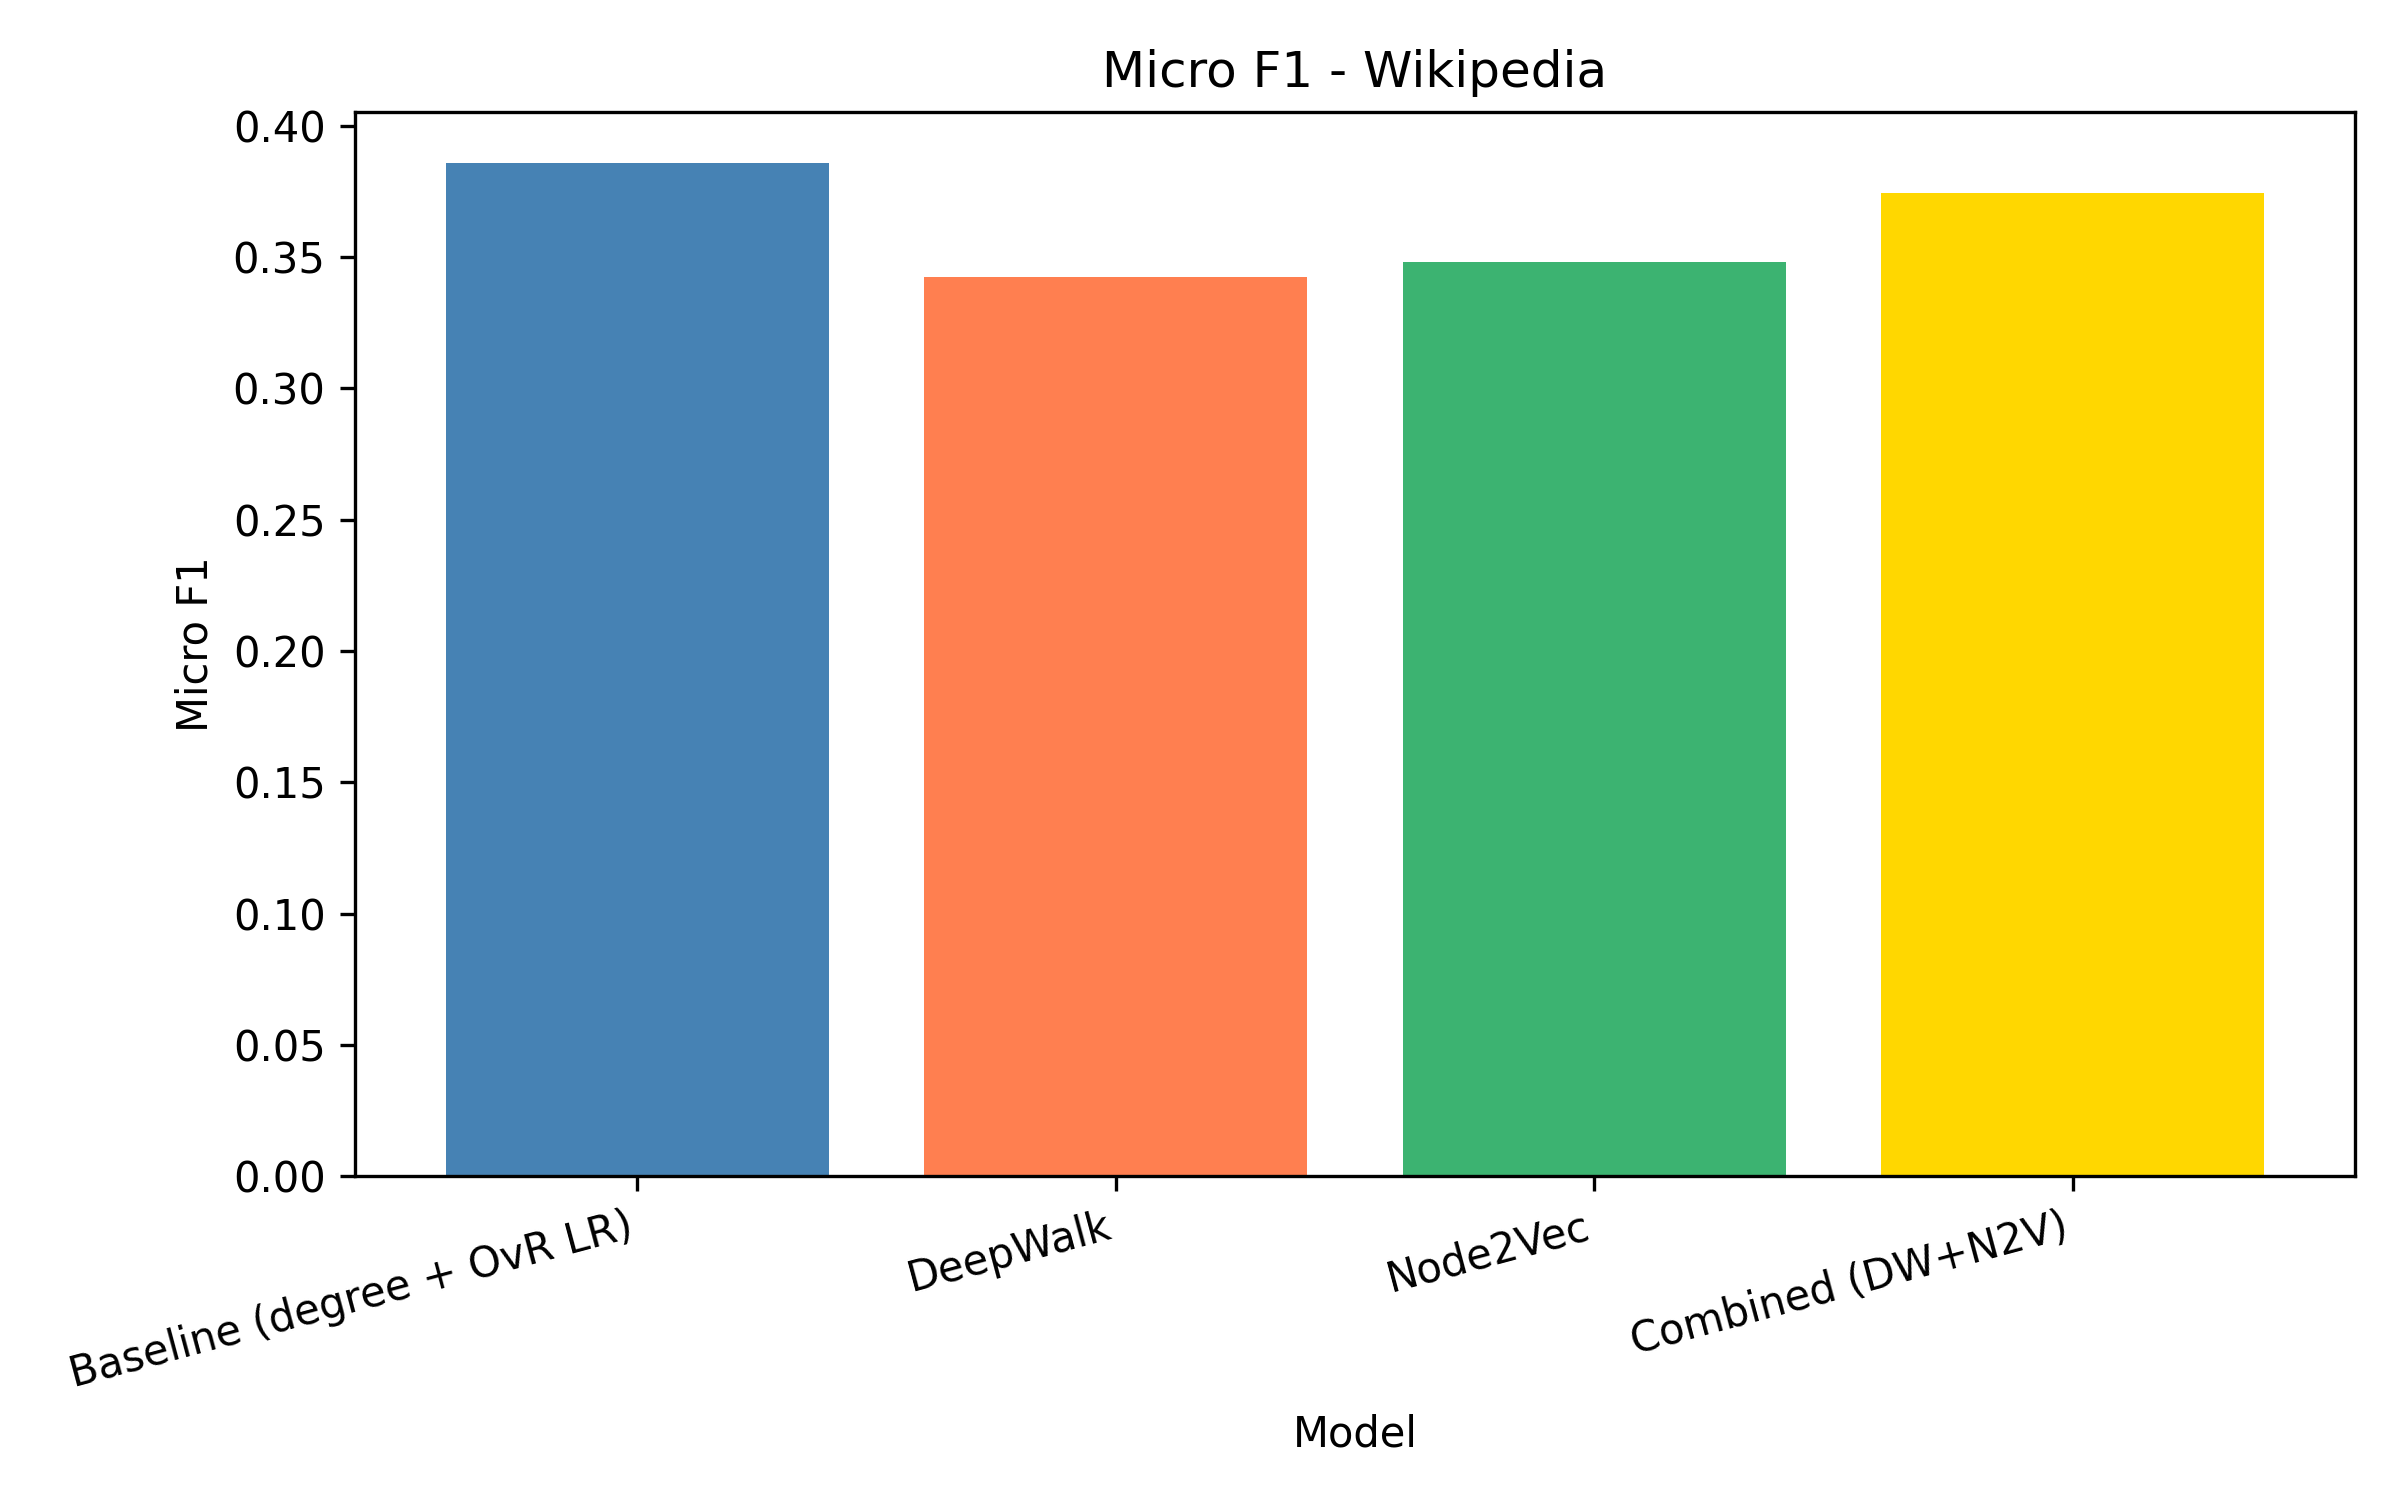 Micro F1 - Wikipedia
Micro F1
0.40
0.35
0.30
0.25
0.20
0.15
0.10
0.05
0.00
Baseline (degree + OvR LR)
DeepWalk
Node2Vec
Combined (DW+N2V)
Model